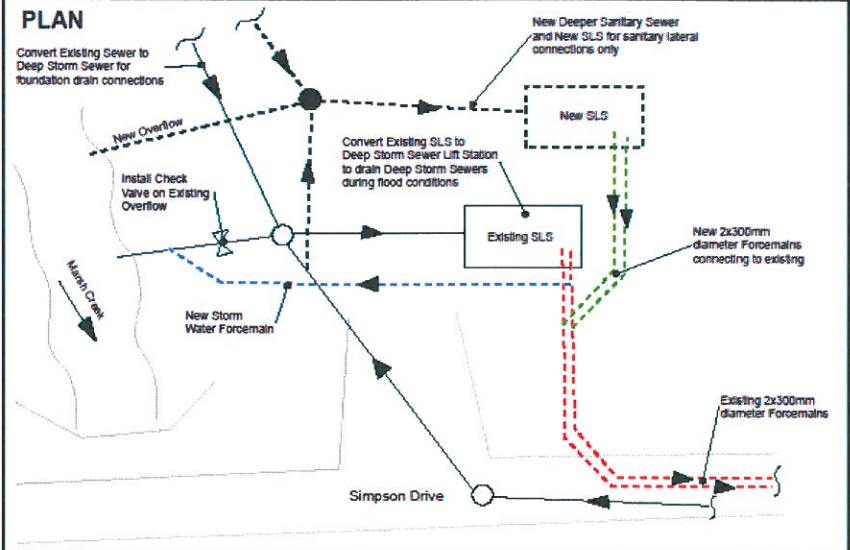 PLAN
Convert Existing Sewer to
Deep Storm Sewer for
foundation drain connections
New Deeper Sanitary Sewer
and New SLS for sanitary lateral
connections only
New SLS
New Overflow
Convert Existing SLS to
Deep Storm Sewer Lift Station
to drain Deep Storm Sewers
during flood conditions
Install Check
Valve on Existing
Overflow
Existing SLS
New 2x300mm
diameter Forcemains
connecting to existing
Marsh Creek
New Storm
Water Forcemain
Existing 2x300mm
diameter Forcemains
Simpson Drive